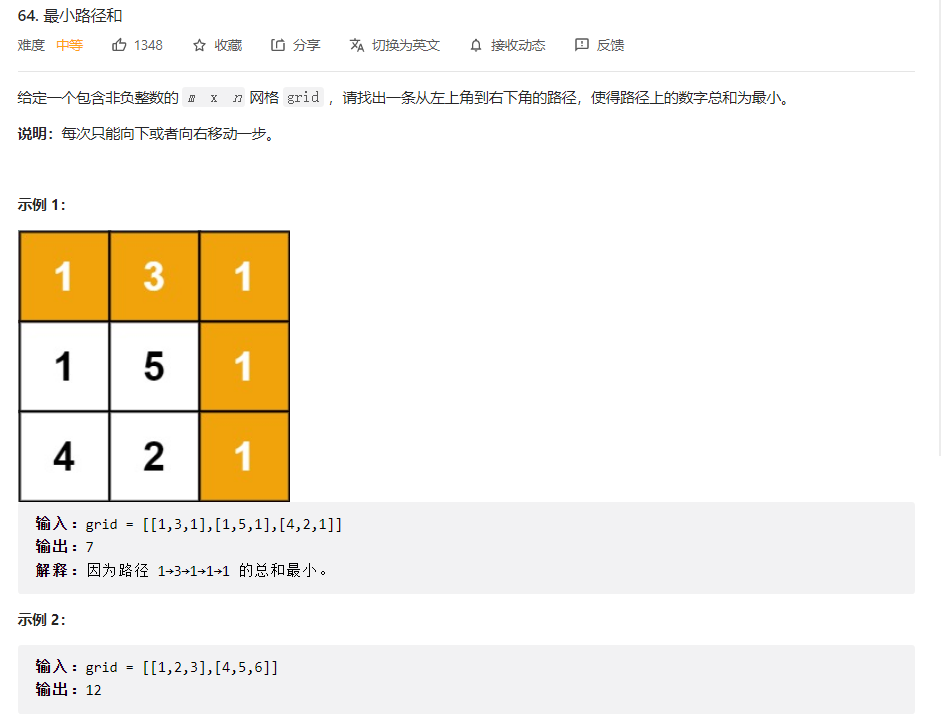 64. 最小路径和
难度 中等 1348 收藏 分享 切换为英文 接收动态 反馈
给定一个包含非负整数的 m x n 网格 grid ，请找出一条从左上角到右下角的路径，使得路径上的数字总和为最小。
说明：每次只能向下或者向右移动一步。
示例 1：
1 3 1
1 5 1
4 2 1
输入：grid = [[1,3,1],[1,5,1],[4,2,1]]
输出：7
解释：因为路径 1→3→1→1→1 的总和最小。
示例 2：
输入：grid = [[1,2,3],[4,5,6]]
输出：12